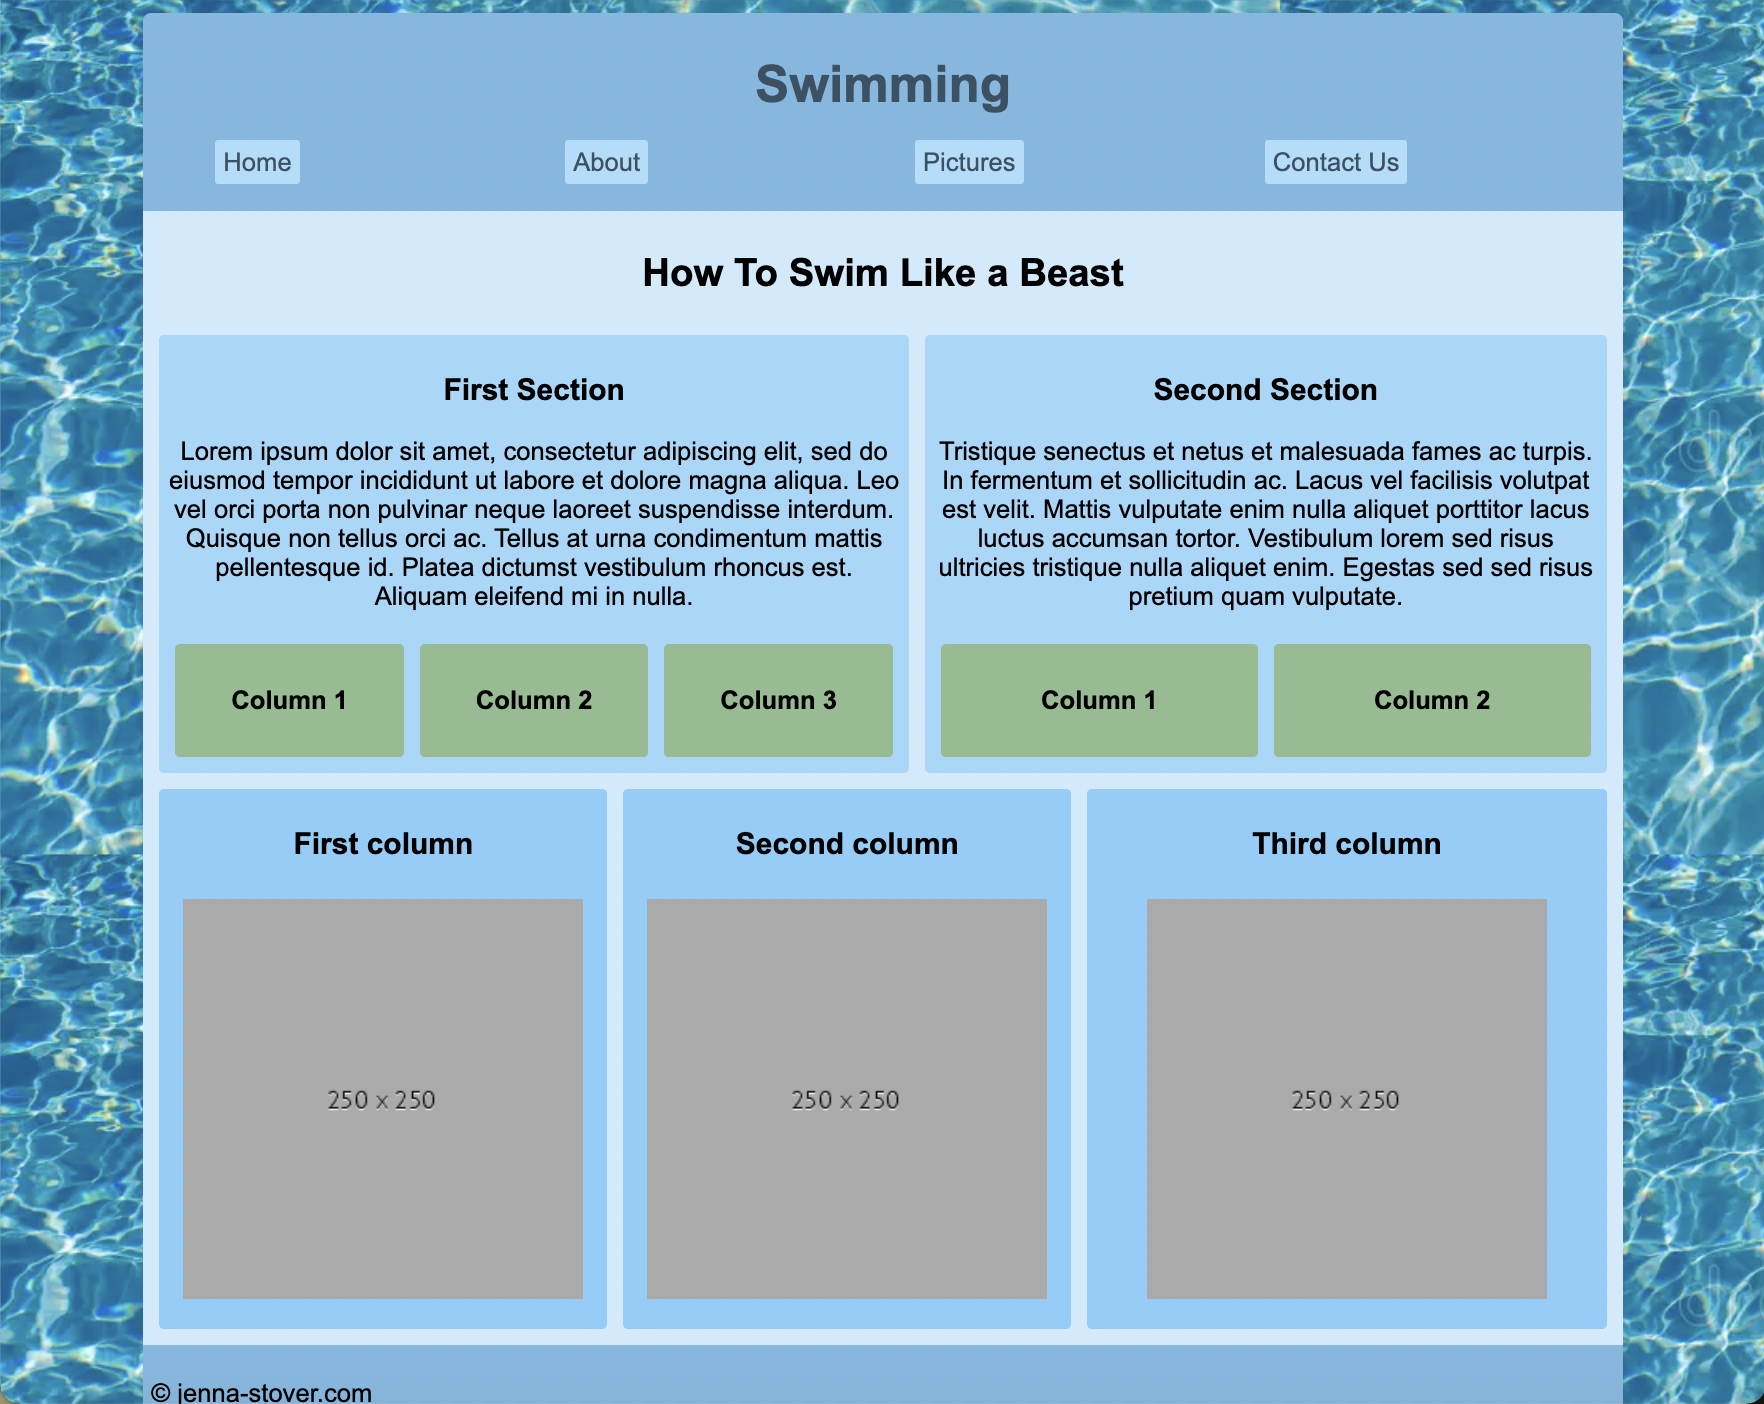 Swimming
Home
About
Pictures
Contact Us
How To Swim Like a Beast
First Section
Lorem ipsum dolor sit amet, consectetur adipiscing elit, sed do
eiusmod tempor incididunt ut labore et dolore magna aliqua. Leo
vel orci porta non pulvinar neque laoreet suspendisse interdum.
Quisque non tellus orci ac. Tellus at urna condimentum mattis
pellentesque id. Platea dictumst vestibulum rhoncus est.
Aliquam eleifend mi in nulla.
Column 1
Column 2
Column 3
Second Section
Tristique senectus et netus et malesuada fames ac turpis.
In fermentum et sollicitudin ac. Lacus vel facilisis volutpat
est velit. Mattis vulputate enim nulla aliquet porttitor lacus
luctus accumsan tortor. Vestibulum lorem sed risus
ultricies tristique nulla aliquet enim. Egestas sed sed risus
pretium quam vulputate.
Column 1
Column 2
First column
250 x 250
Second column
250 x 250
Third column
250 x 250
© jenna-stover.com